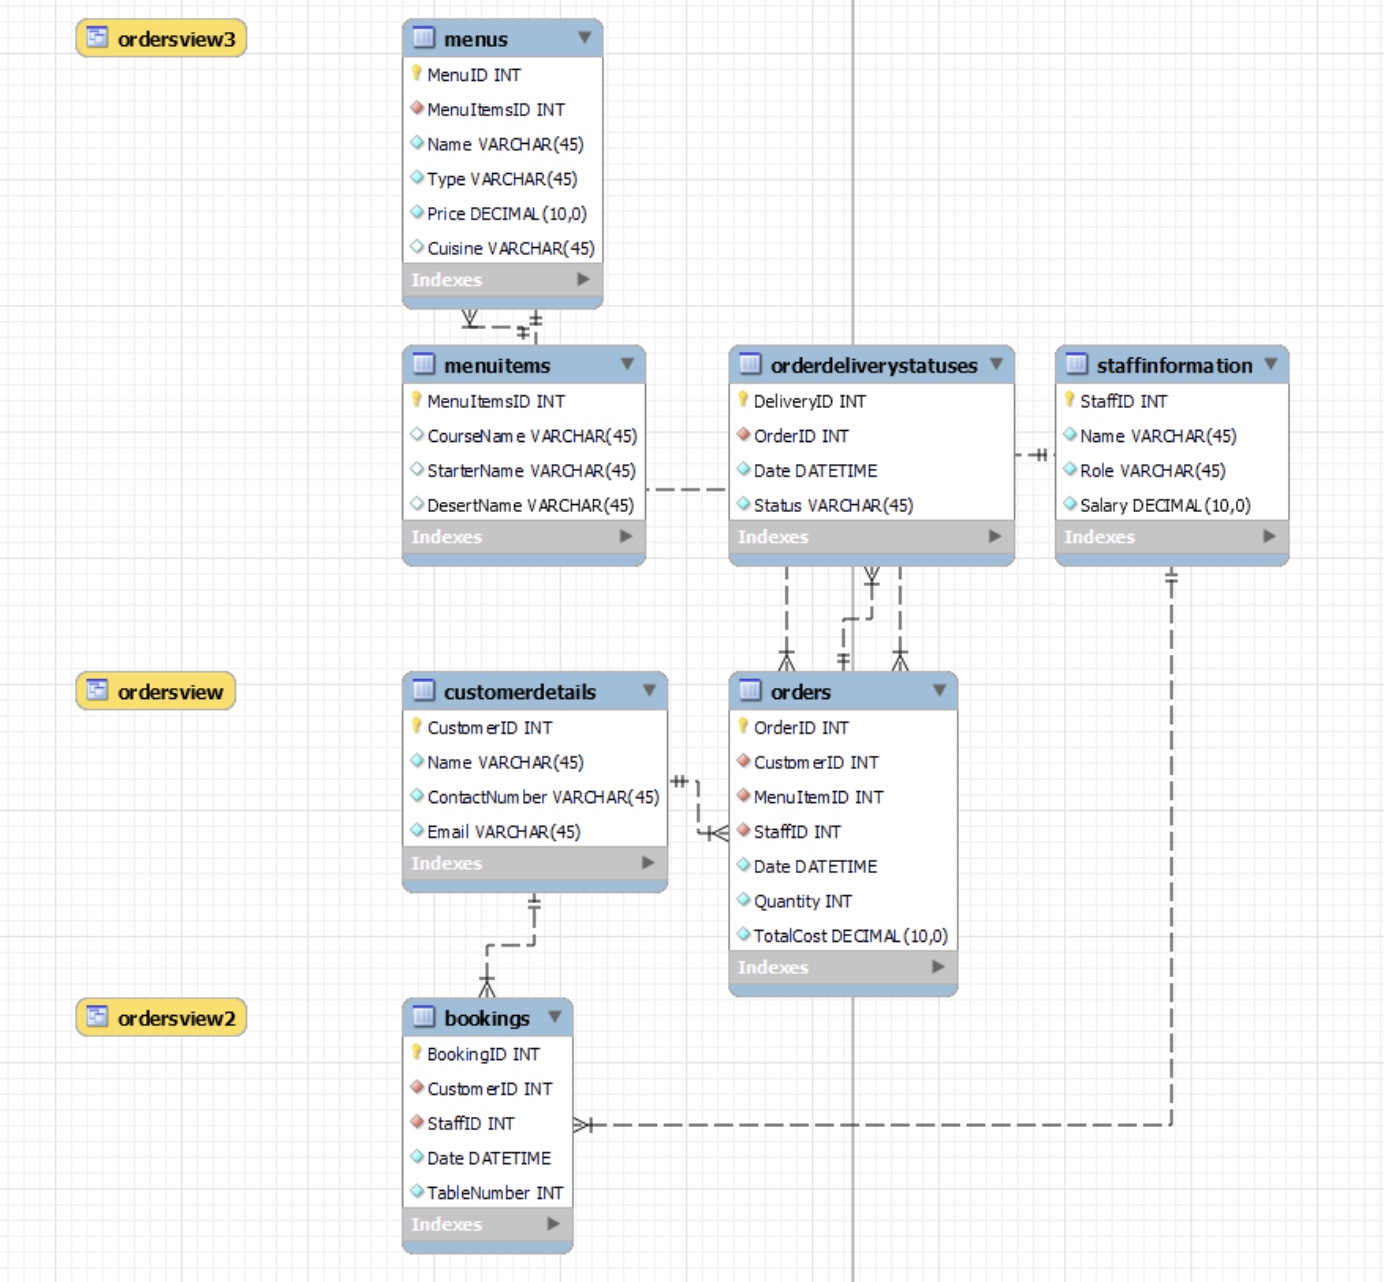 ordersview3
menus
MenuID INT
MenuItemsID INT
Name VARCHAR(45)
Type VARCHAR(45)
Price DECIMAL(10,0)
Cuisine VARCHAR(45)
Indexes
menuitems
MenuItemsID INT
CourseName VARCHAR(45)
StarterName VARCHAR(45)
DesertName VARCHAR(45)
Indexes
orderdeliverystatuses
DeliveryID INT
OrderID INT
Date DATETIME
Status VARCHAR(45)
Indexes
staffinformation
StaffID INT
Name VARCHAR(45)
Role VARCHAR(45)
Salary DECIMAL(10,0)
Indexes
ordersview
customerdetails
CustomerID INT
Name VARCHAR(45)
ContactNumber VARCHAR(45)
Email VARCHAR(45)
Indexes
orders
OrderID INT
CustomerID INT
MenuItemID INT
StaffID INT
Date DATETIME
Quantity INT
TotalCost DECIMAL(10,0)
Indexes
ordersview2
bookings
BookingID INT
CustomerID INT
StaffID INT
Date DATETIME
TableNumber INT
Indexes